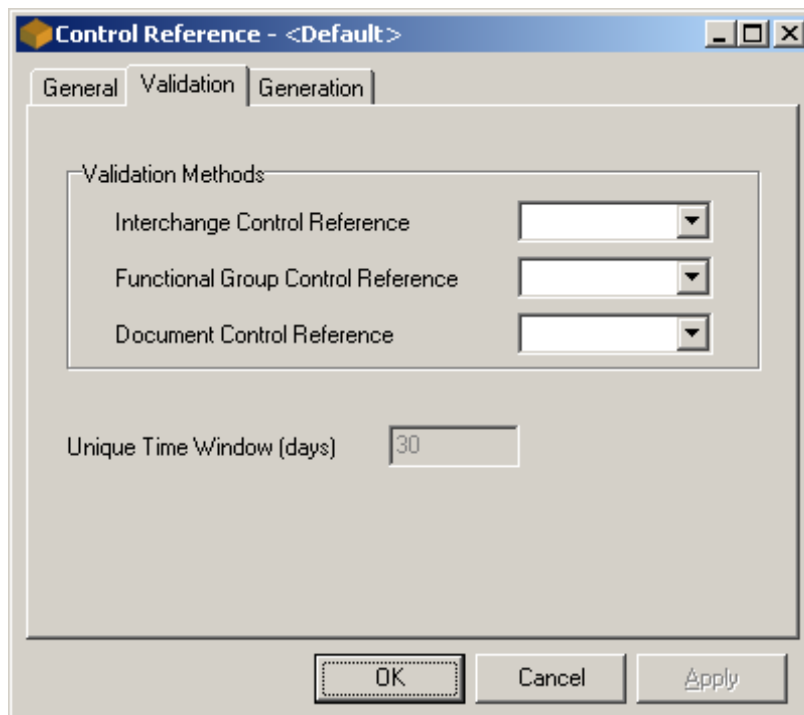 Control Reference - <Default>
General Validation Generation
Validation Methods
Interchange Control Reference
Functional Group Control Reference
Document Control Reference
Unique Time Window (days) 30
OK Cancel Apply